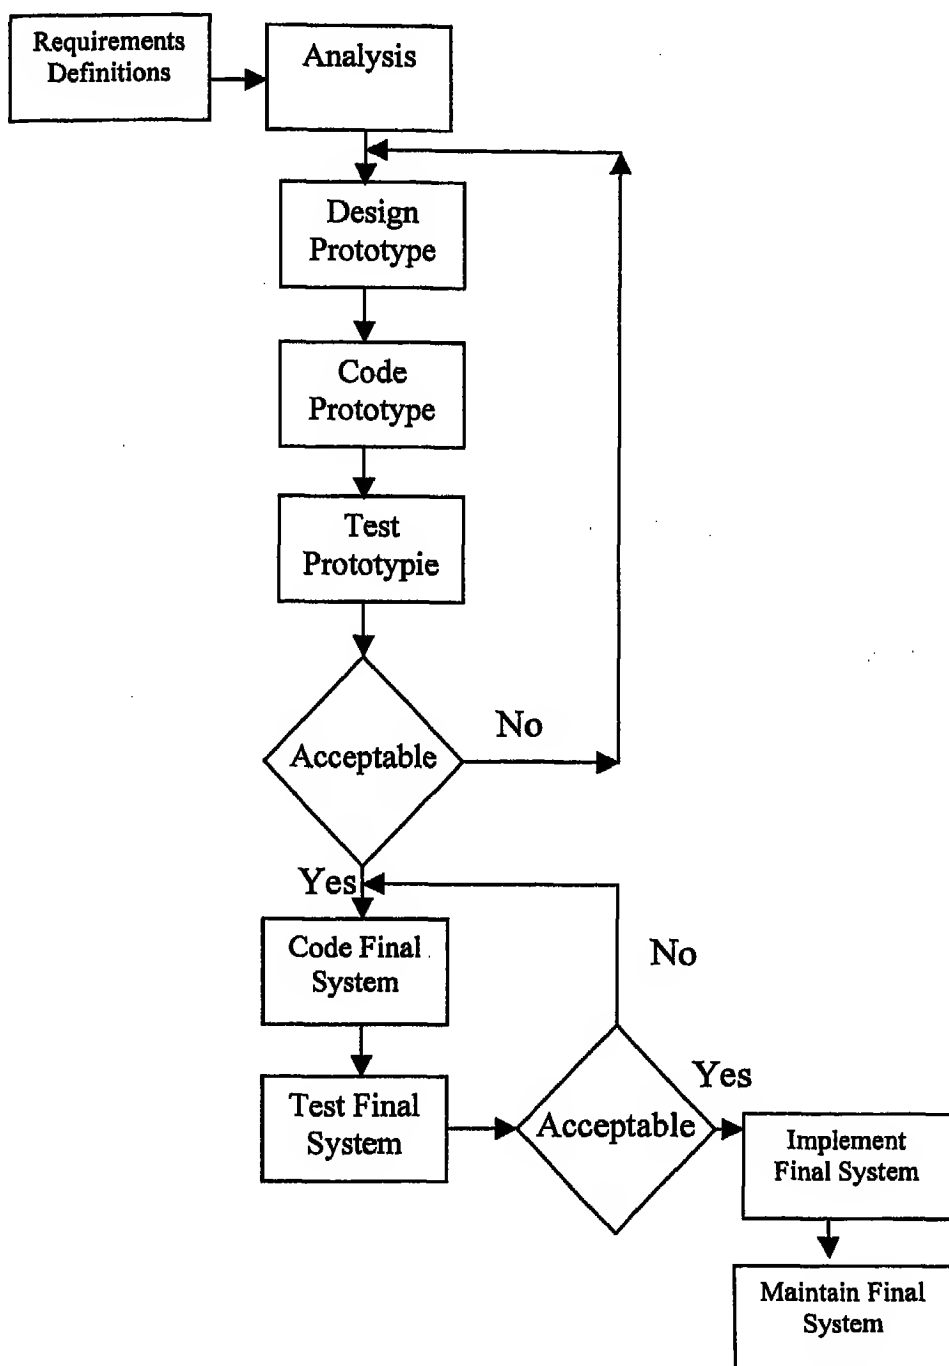 Requirements
Definitions
Analysis
Design
Prototype
Code
Prototype
Test
Prototypie
Acceptable
No
Yes
Code Final
System
No
Test Final
System
Acceptable
Yes
Implement
Final System
Maintain Final
System